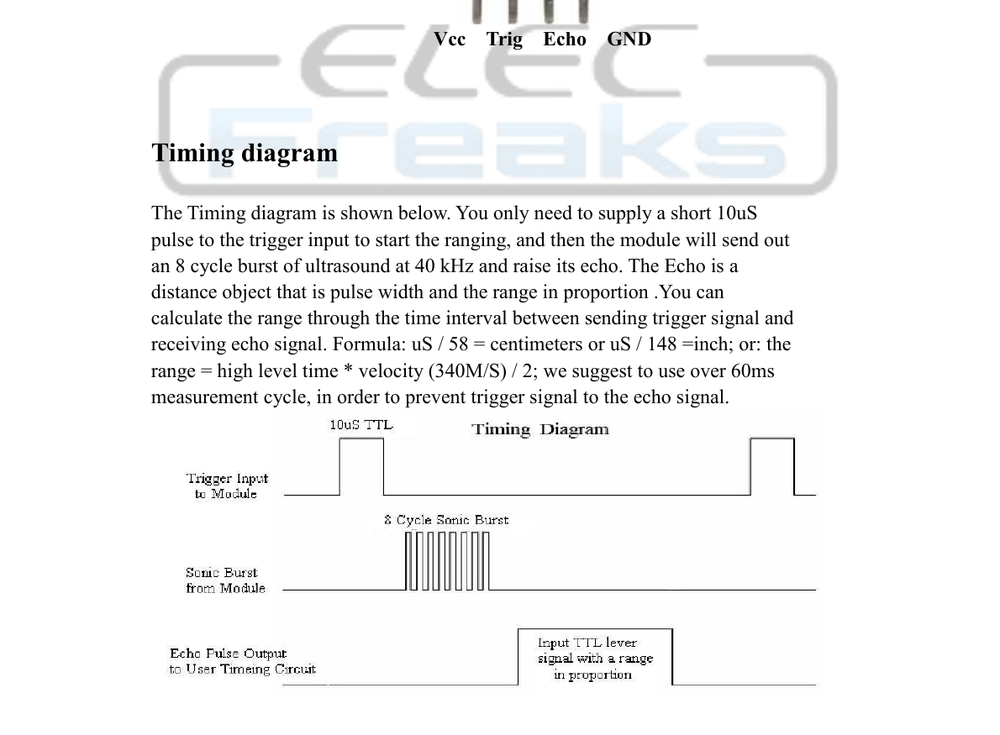 Vcc Trig Echo GND
ELEC
Freaks
Timing diagram
The Timing diagram is shown below. You only need to supply a short 10uS
pulse to the trigger input to start the ranging, and then the module will send out
an 8 cycle burst of ultrasound at 40 kHz and raise its echo. The Echo is a
distance object that is pulse width and the range in proportion .You can
calculate the range through the time interval between sending trigger signal and
receiving echo signal. Formula: uS / 58 = centimeters or uS / 148 =inch; or: the
range = high level time * velocity (340M/S) / 2; we suggest to use over 60ms
measurement cycle, in order to prevent trigger signal to the echo signal.
10uS TTL
Timing Diagram
Trigger Input
to Module
8 Cycle Sonic Burst
Sonic Burst
from Module
Echo Pulse Output
to User Timeing Circuit
Input TTL lever
signal with a range
in proportion